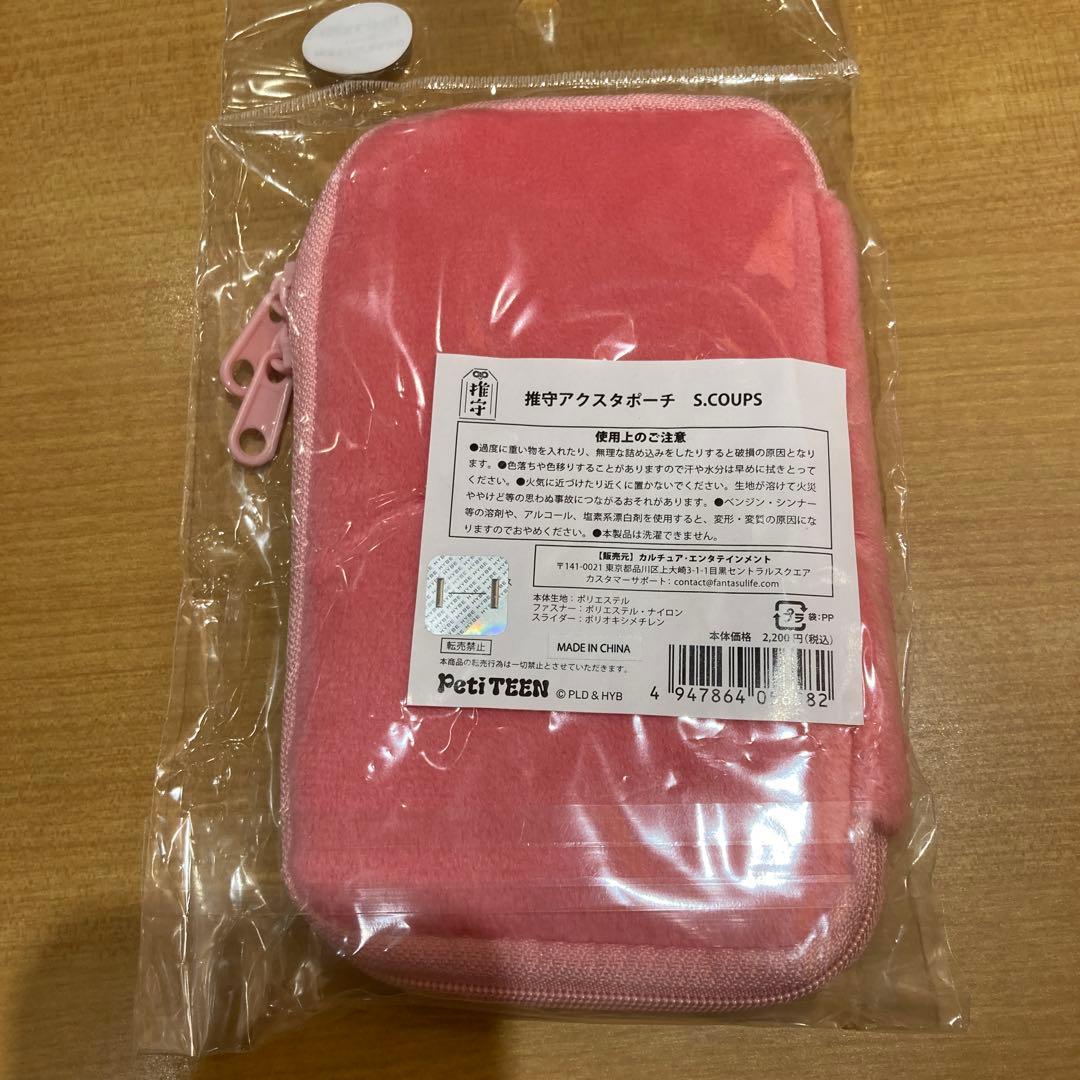 推守
推守アクスタポーチ S.COUPS
使用上のご注意
●過度に重い物を入れたり、無理な詰め込みをしたりすると破損の原因となり
ます。●色落ちや色移りすることがありますので汗や水分は早めに拭きとって
ください。●火気に近づけたり近くに置かないでください。生地が溶けて火災
ややけど等の思わぬ事故につながるおそれがあります。●ベンジン・シンナー
等の溶剤や、アルコール、塩素系漂白剤を使用すると、変形・変質の原因にな
りますのでおやめください。●本製品は洗濯できません。
【販売元】カルチュア・エンタテインメント
〒141-0021 東京都品川区上大崎3-1-1目黒セントラルスクエア
カスタマーサポート：contact@fantasulife.com
本体生地：ポリエステル
ファスナー：ポリエステル・ナイロン
スライダー：ポリオキシメチレン
プラ 袋:PP
本体価格 2,200円(税込)
転売禁止
MADE IN CHINA
本商品の転売行為は一切禁止とさせていただきます。
Peti TEEN © PLD & HYB
4 947864